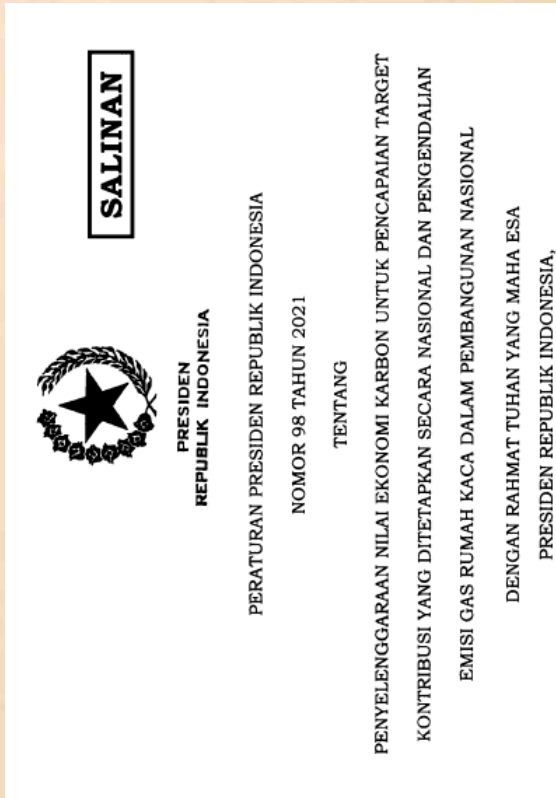 SALINAN
PRESIDEN
REPUBLIK INDONESIA
PERATURAN PRESIDEN REPUBLIK INDONESIA
NOMOR 98 TAHUN 2021
TENTANG
PENYELENGGARAAN NILAI EKONOMI KARBON UNTUK PENCAPAIAN TARGET
KONTRIBUSI YANG DITETAPKAN SECARA NASIONAL DAN PENGENDALIAN
EMISI GAS RUMAH KACA DALAM PEMBANGUNAN NASIONAL
DENGAN RAHMAT TUHAN YANG MAHA ESA
PRESIDEN REPUBLIK INDONESIA,